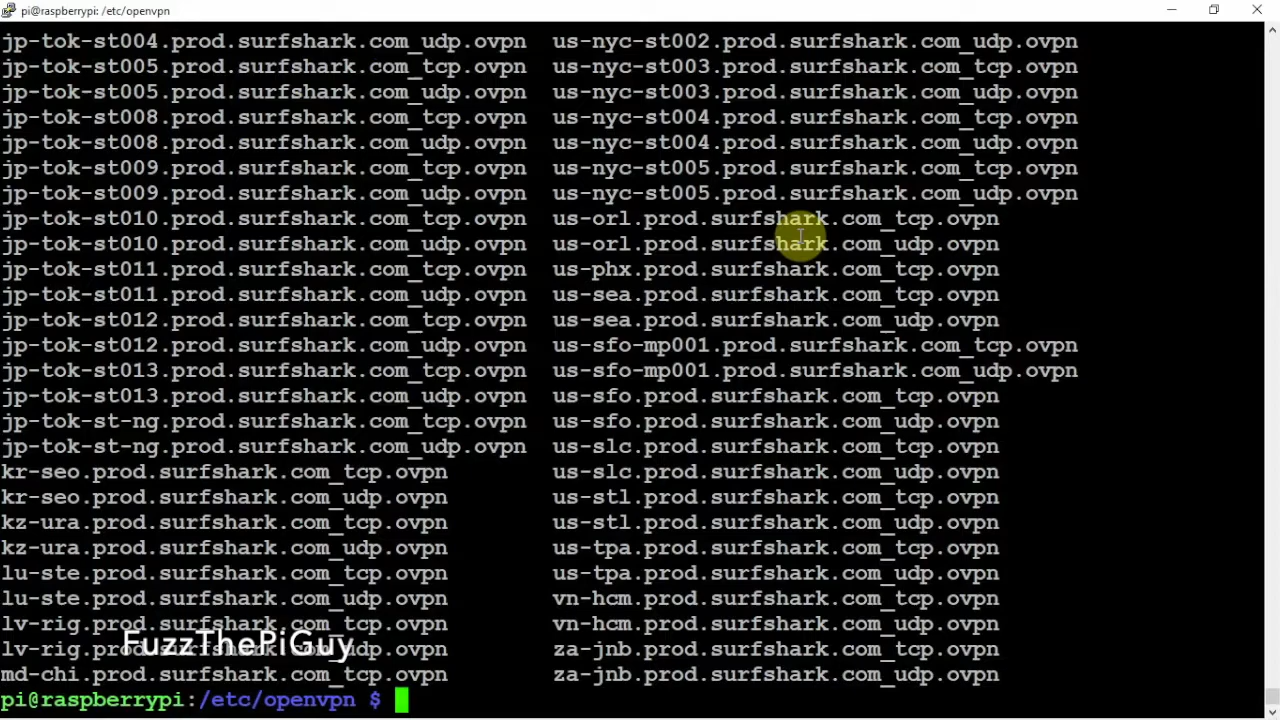 pi@raspberrypi: /etc/openvpn
jp-tok-st004.prod.surfshark.com_udp.ovpn us-nyc-st002.prod.surfshark.com_udp.ovpn
jp-tok-st005.prod.surfshark.com_tcp.ovpn us-nyc-st003.prod.surfshark.com_tcp.ovpn
jp-tok-st005.prod.surfshark.com_udp.ovpn us-nyc-st003.prod.surfshark.com_udp.ovpn
jp-tok-st008.prod.surfshark.com_tcp.ovpn us-nyc-st004.prod.surfshark.com_tcp.ovpn
jp-tok-st008.prod.surfshark.com_udp.ovpn us-nyc-st004.prod.surfshark.com_udp.ovpn
jp-tok-st009.prod.surfshark.com_tcp.ovpn us-nyc-st005.prod.surfshark.com_tcp.ovpn
jp-tok-st009.prod.surfshark.com_udp.ovpn us-nyc-st005.prod.surfshark.com_udp.ovpn
jp-tok-st010.prod.surfshark.com_tcp.ovpn us-orl.prod.surfshark.com_tcp.ovpn
jp-tok-st010.prod.surfshark.com_udp.ovpn us-orl.prod.surfshark.com_udp.ovpn
jp-tok-st011.prod.surfshark.com_tcp.ovpn us-phx.prod.surfshark.com_tcp.ovpn
jp-tok-st011.prod.surfshark.com_udp.ovpn us-sea.prod.surfshark.com_tcp.ovpn
jp-tok-st012.prod.surfshark.com_tcp.ovpn us-sea.prod.surfshark.com_udp.ovpn
jp-tok-st012.prod.surfshark.com_udp.ovpn us-sfo-mp001.prod.surfshark.com_tcp.ovpn
jp-tok-st013.prod.surfshark.com_tcp.ovpn us-sfo-mp001.prod.surfshark.com_udp.ovpn
jp-tok-st013.prod.surfshark.com_udp.ovpn us-sfo.prod.surfshark.com_tcp.ovpn
jp-tok-st-ng.prod.surfshark.com_tcp.ovpn us-sfo.prod.surfshark.com_udp.ovpn
jp-tok-st-ng.prod.surfshark.com_udp.ovpn us-slc.prod.surfshark.com_tcp.ovpn
kr-seo.prod.surfshark.com_tcp.ovpn us-slc.prod.surfshark.com_udp.ovpn
kr-seo.prod.surfshark.com_udp.ovpn us-stl.prod.surfshark.com_tcp.ovpn
kz-ura.prod.surfshark.com_tcp.ovpn us-stl.prod.surfshark.com_udp.ovpn
kz-ura.prod.surfshark.com_udp.ovpn us-tpa.prod.surfshark.com_tcp.ovpn
lu-ste.prod.surfshark.com_tcp.ovpn us-tpa.prod.surfshark.com_udp.ovpn
lu-ste.prod.surfshark.com_udp.ovpn vn-hcm.prod.surfshark.com_tcp.ovpn
lv-rig.prod.surfshark.com_tcp.ovpn vn-hcm.prod.surfshark.com_udp.ovpn
FuzzThePiGuy
lv-rig.prod.surfshark.com_udp.ovpn za-jnb.prod.surfshark.com_tcp.ovpn
md-chi.prod.surfshark.com_tcp.ovpn za-jnb.prod.surfshark.com_udp.ovpn
pi@raspberrypi:/etc/openvpn $